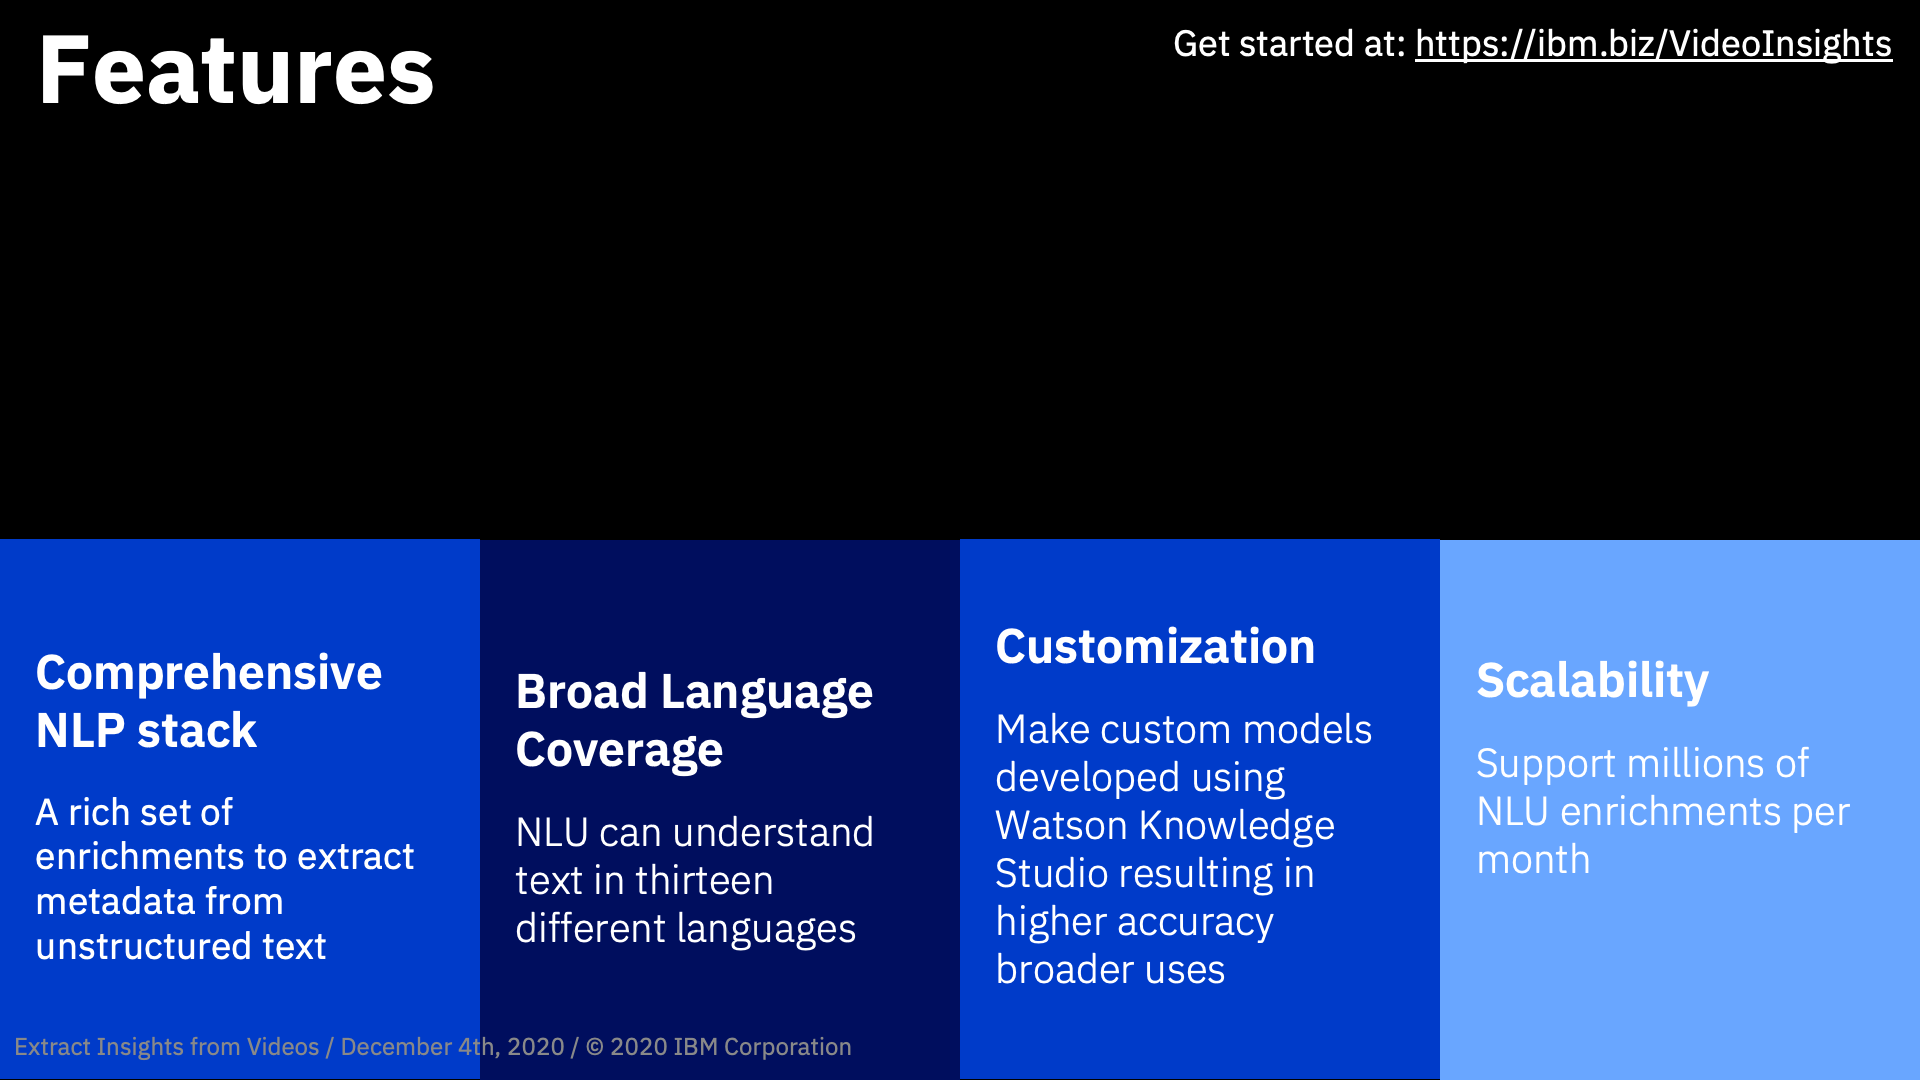 Features
Get started at: https://ibm.biz/VideoInsights
Comprehensive
NLP stack
A rich set of
enrichments to extract
metadata from
unstructured text
Broad Language
Coverage
NLU can understand
text in thirteen
different languages
Customization
Make custom models
developed using
Watson Knowledge
Studio resulting in
higher accuracy
broader uses
Scalability
Support millions of
NLU enrichments per
month
Extract Insights from Videos / December 4th, 2020 / © 2020 IBM Corporation